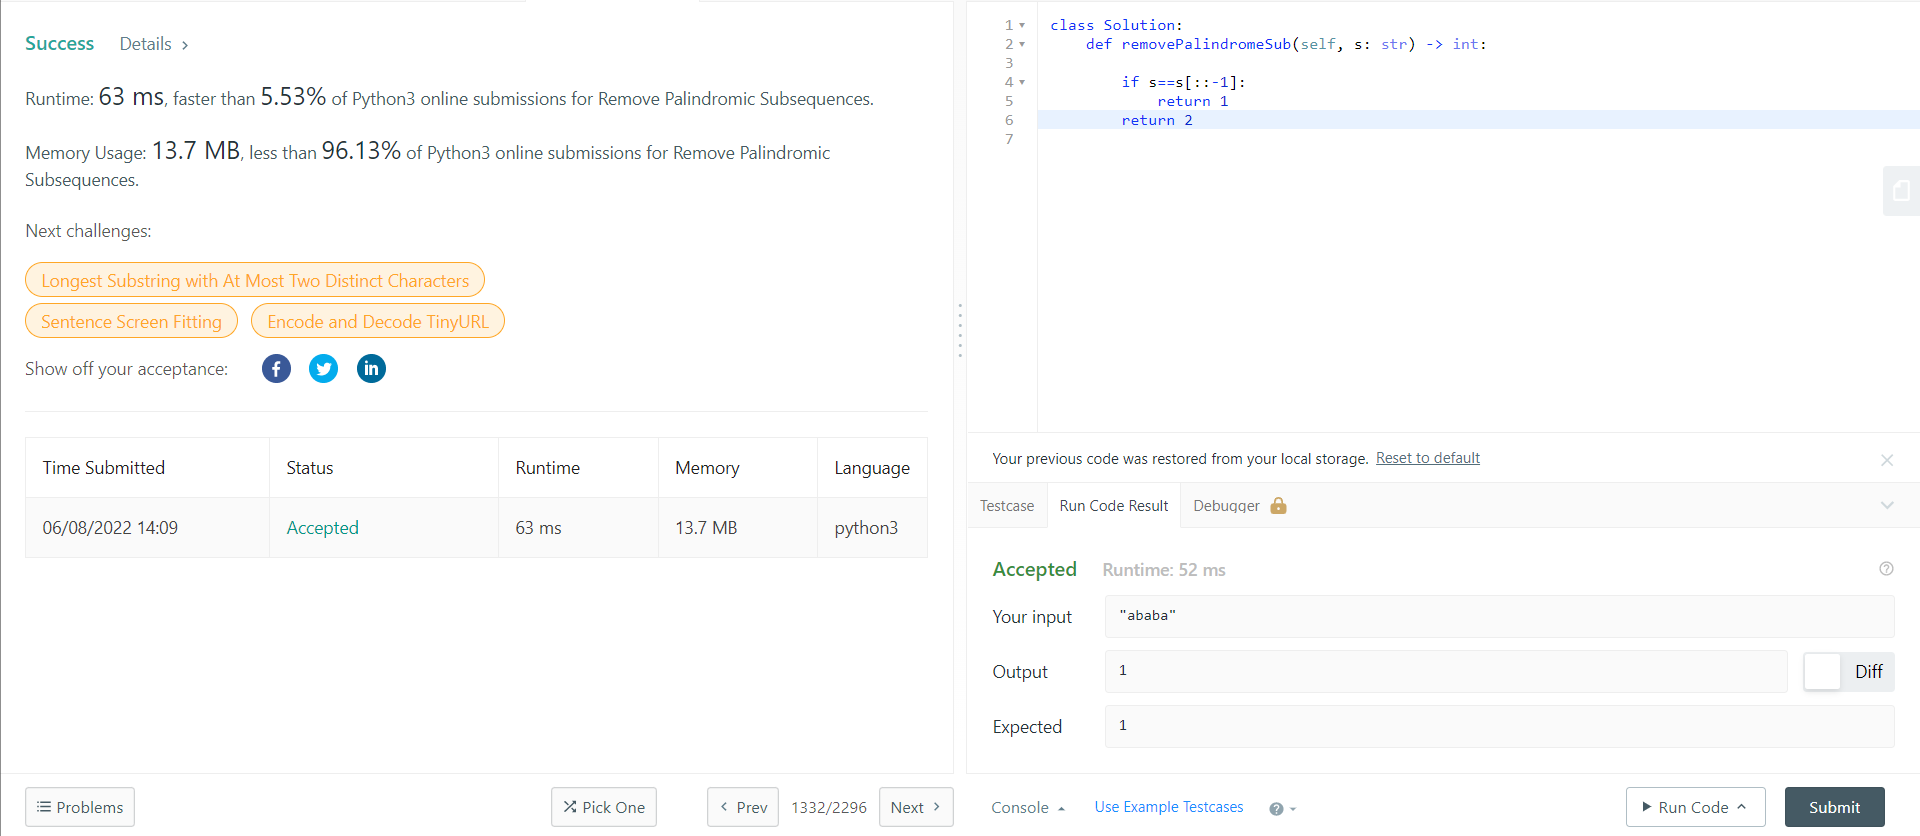 Success Details >
Runtime: 63 ms, faster than 5.53% of Python3 online submissions for Remove Palindromic Subsequences.
Memory Usage: 13.7 MB, less than 96.13% of Python3 online submissions for Remove Palindromic
Subsequences.
Next challenges:
Longest Substring with At Most Two Distinct Characters
Sentence Screen Fitting Encode and Decode TinyURL
Show off your acceptance:
Time Submitted Status Runtime Memory Language
06/08/2022 14:09 Accepted 63 ms 13.7 MB python3
Problems Pick One < Prev 1332/2296 Next >
1 class Solution:
2 def removePalindromeSub(self, s: str) -> int:
3
4 if s==s[::-1]:
5 return 1
6 return 2
7
Your previous code was restored from your local storage. Reset to default
Testcase Run Code Result Debugger
Accepted Runtime: 52 ms
Your input "ababa"
Output 1 Diff
Expected 1
Console Use Example Testcases Run Code Submit